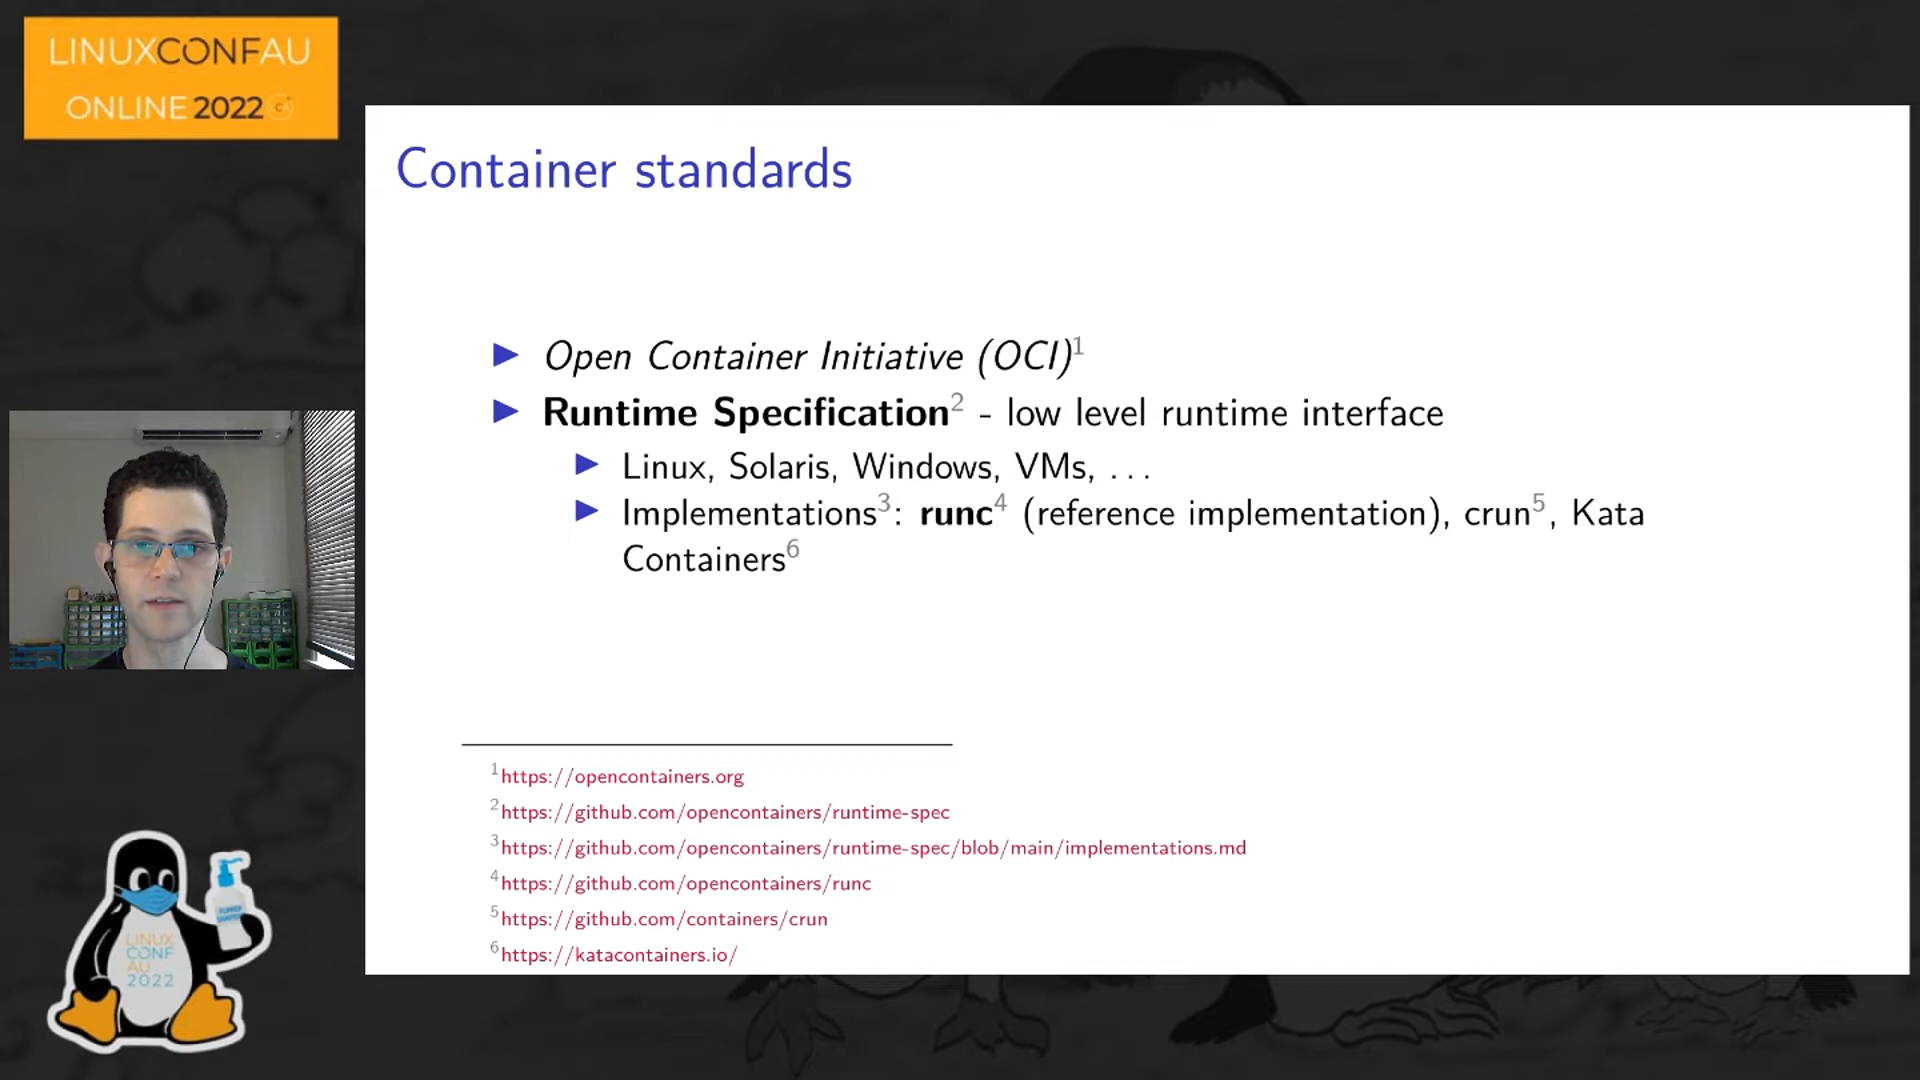 LINUXCONFAU
ONLINE 2022
Container standards
▶ Open Container Initiative (OCI)1
▶ Runtime Specification2 - low level runtime interface
▶ Linux, Solaris, Windows, VMs, ...
▶ Implementations3: runc4 (reference implementation), crun5, Kata
Containers6
1https://opencontainers.org
2https://github.com/opencontainers/runtime-spec
3https://github.com/opencontainers/runtime-spec/blob/main/implementations.md
4https://github.com/opencontainers/runc
5https://github.com/containers/crun
6https://katacontainers.io/
LINUX
CONF
AU
2022